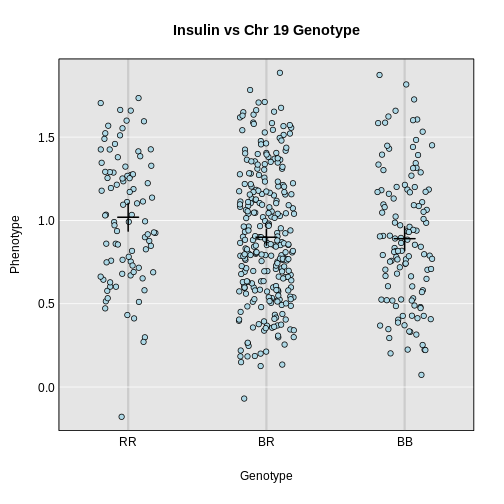 Insulin vs Chr 19 Genotype
Phenotype
1.5
1.0
0.5
0.0
RR BR BB
Genotype